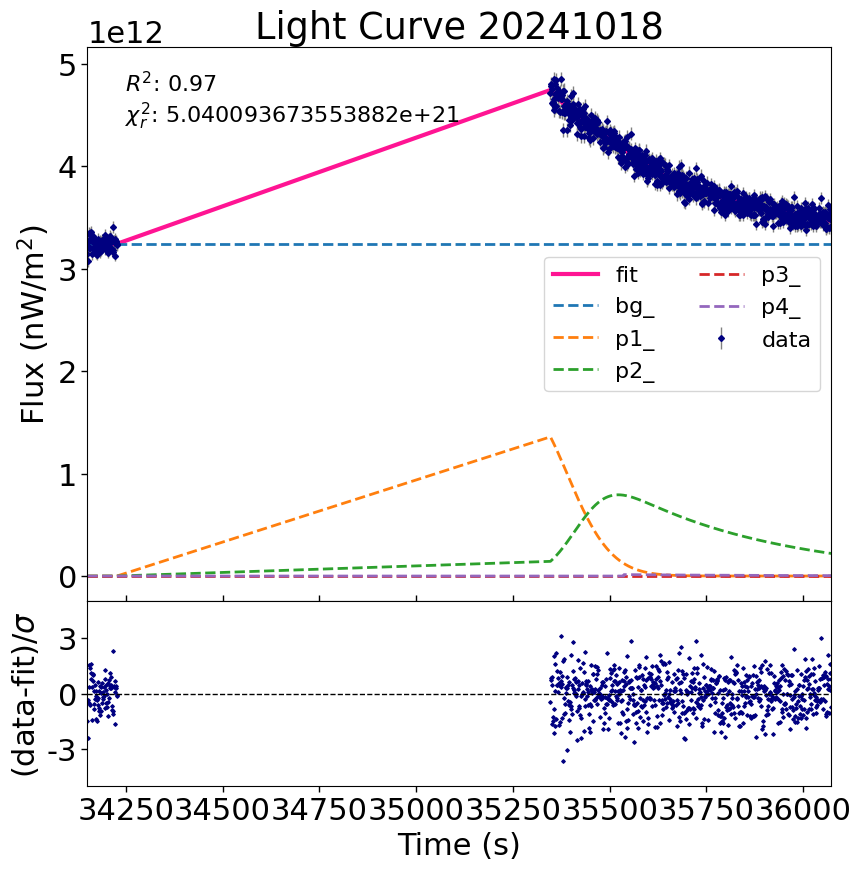 Light Curve 20241018
1e12
R²: 0.97
χᵣ²: 5.040093673553882e+21
5
4
3
2
1
0
Flux (nW/m²)
fit
bg_
p1_
p2_
p3_
p4_
data
3
0
-3
(data-fit)/σ
34250 34500 34750 35000 35250 35500 35750 36000
Time (s)